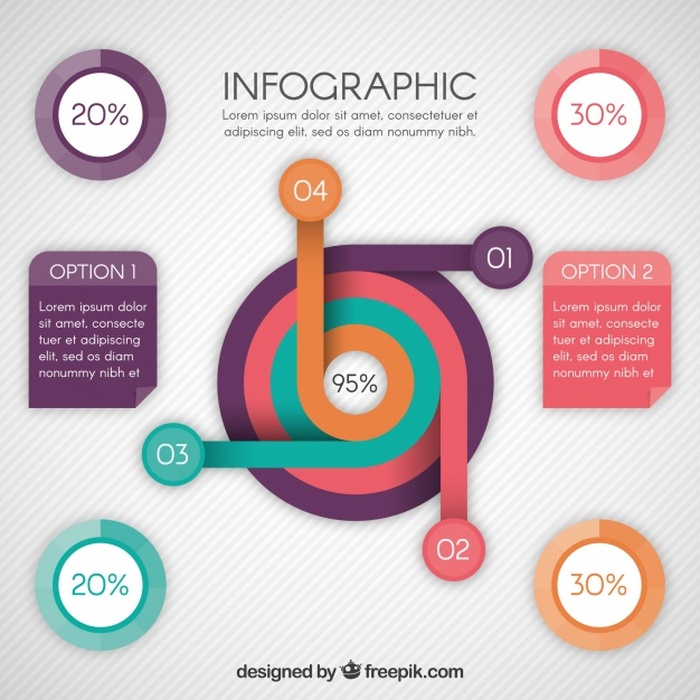 INFOGRAPHIC
Lorem ipsum dolor sit amet, consectetuer et
adipiscing elit, sed os diam nonummy nibh.
20%
30%
04
01
OPTION 1
Lorem ipsum dolor
sit amet, consecte
tuer et adipiscing
elit, sed os diam
nonummy nibh et
OPTION 2
Lorem ipsum dolor
sit amet, consecte
tuer et adipiscing
elit, sed os diam
nonummy nibh et
95%
03
02
20%
30%
designed by freepik.com